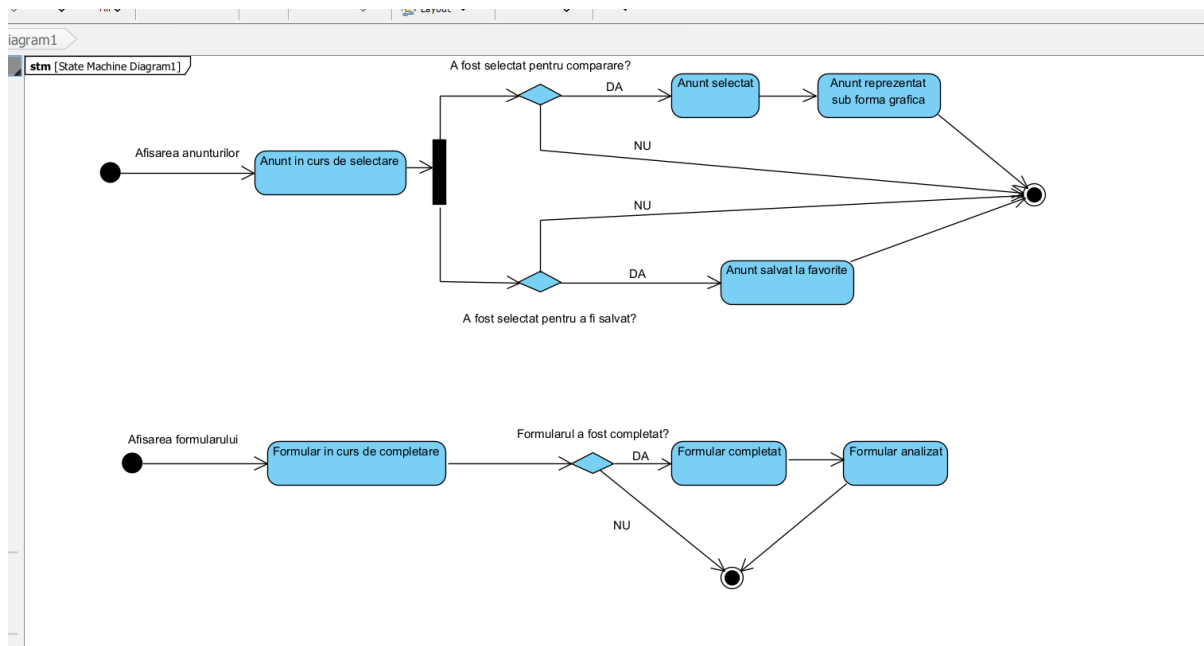 Layout
iagram1
stm [State Machine Diagram1]
A fost selectat pentru comparare?
DA
Anunt selectat
Anunt reprezentat
sub forma grafica
Afisarea anunturilor
Anunt in curs de selectare
NU
NU
DA
Anunt salvat la favorite
A fost selectat pentru a fi salvat?
Afisarea formularului
Formular in curs de completare
Formularul a fost completat?
DA
Formular completat
Formular analizat
NU